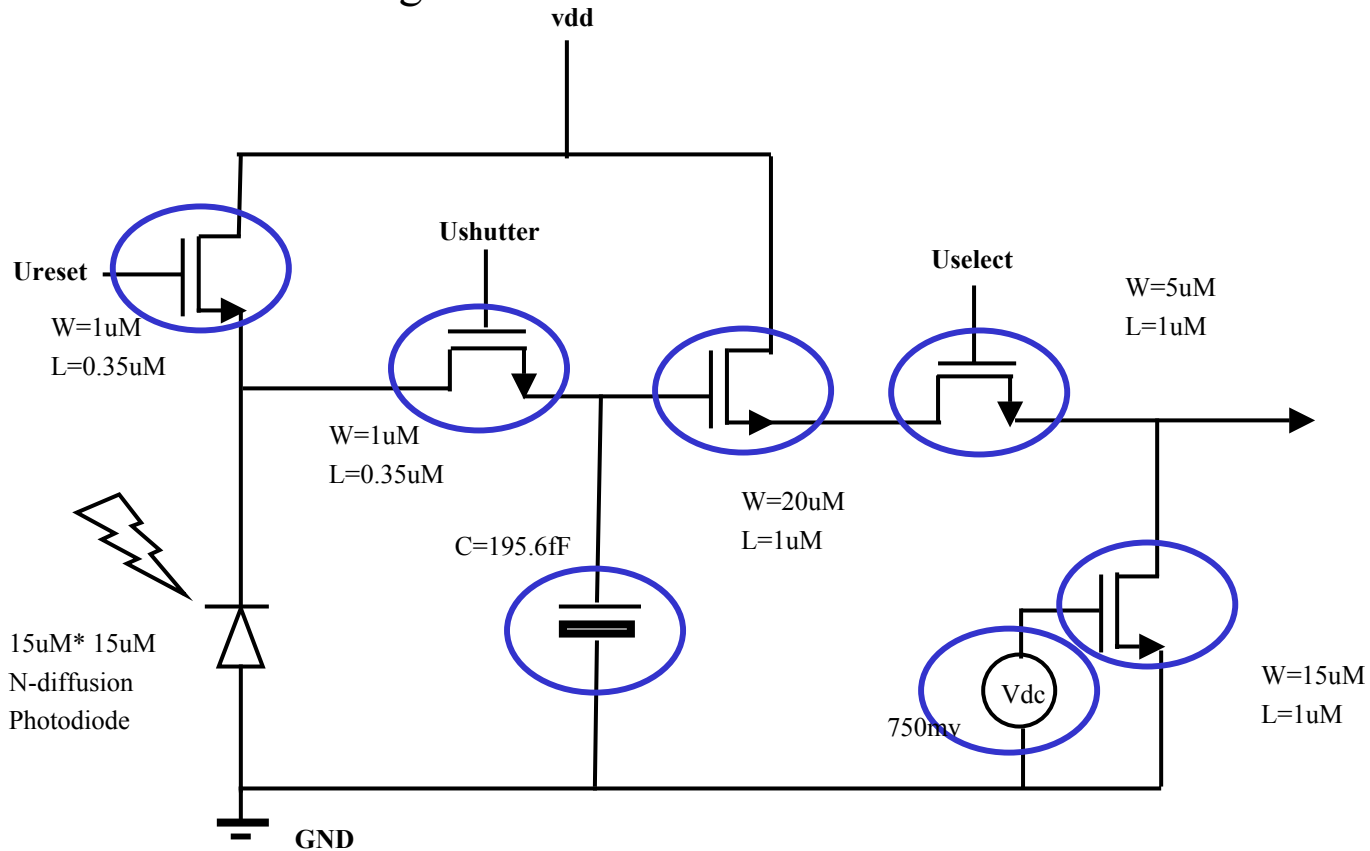 g
vdd
Ushutter
Uselect
Ureset
W=5uM
L=1uM
W=1uM
L=0.35uM
W=1uM
L=0.35uM
W=20uM
L=1uM
C=195.6fF
15uM* 15uM
N-diffusion
Photodiode
Vdc
750mv
W=15uM
L=1uM
GND